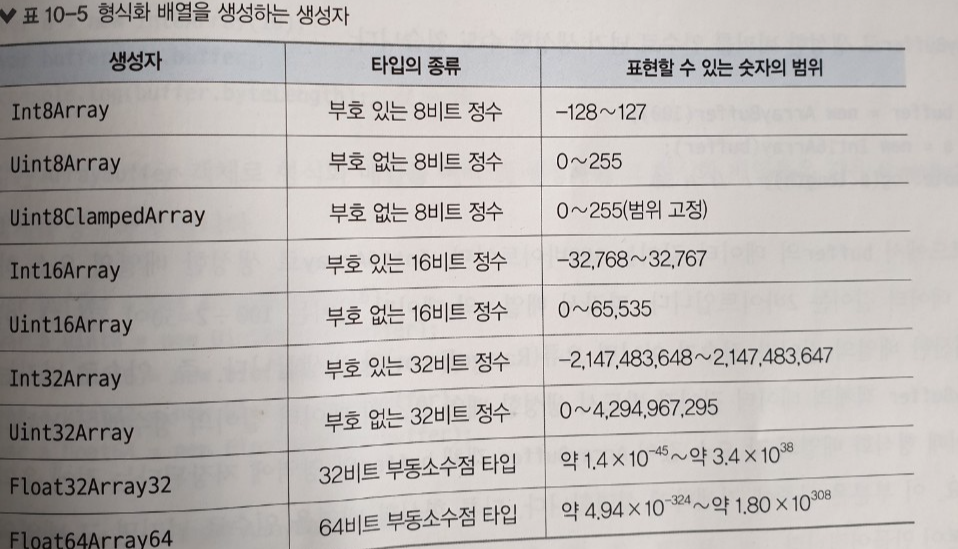 표 10-5 형식화 배열을 생성하는 생성자
생성자 타입의 종류 표현할 수 있는 숫자의 범위
Int8Array 부호 있는 8비트 정수 -128~127
Uint8Array 부호 없는 8비트 정수 0~255
Uint8ClampedArray 부호 없는 8비트 정수 0~255(범위 고정)
Int16Array 부호 있는 16비트 정수 -32,768~32,767
Uint16Array 부호 없는 16비트 정수 0~65,535
Int32Array 부호 있는 32비트 정수 -2,147,483,648~2,147,483,647
Uint32Array 부호 없는 32비트 정수 0~4,294,967,295
Float32Array32 32비트 부동소수점 타입 약 1.4×10⁻⁴⁵~약 3.4×10³⁸
Float64Array64 64비트 부동소수점 타입 약 4.94×10⁻³²⁴~약 1.80×10³⁰⁸